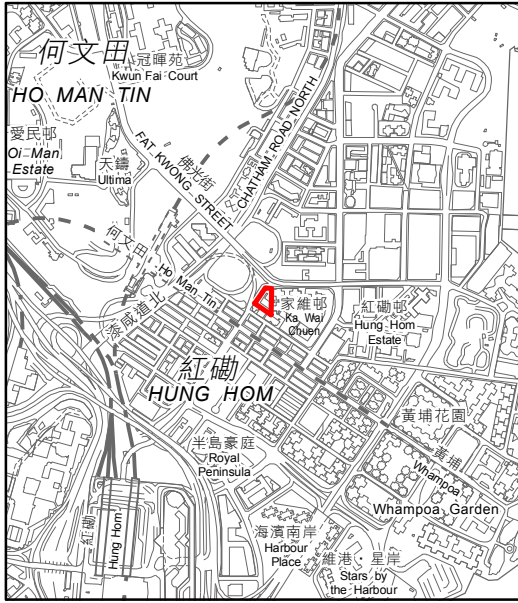 何文田
HO MAN TIN
冠暉苑
Kwun Fai Court
愛民邨
Oi Man
Estate
天鑄
Ultima
佛光街
FAT KWONG STREET
CHATHAM ROAD NORTH
何文田
Ho Man Tin
漆咸道北
家維邨
Ka Wai
Chuen
紅磡邨
Hung Hom
Estate
紅磡
HUNG HOM
黃埔花園
黃埔
Whampoa
Whampoa Garden
半島豪庭
Royal
Peninsula
紅磡
Hung Hom
海濱南岸
Harbour
Place
維港．星岸
Stars by
the Harbour